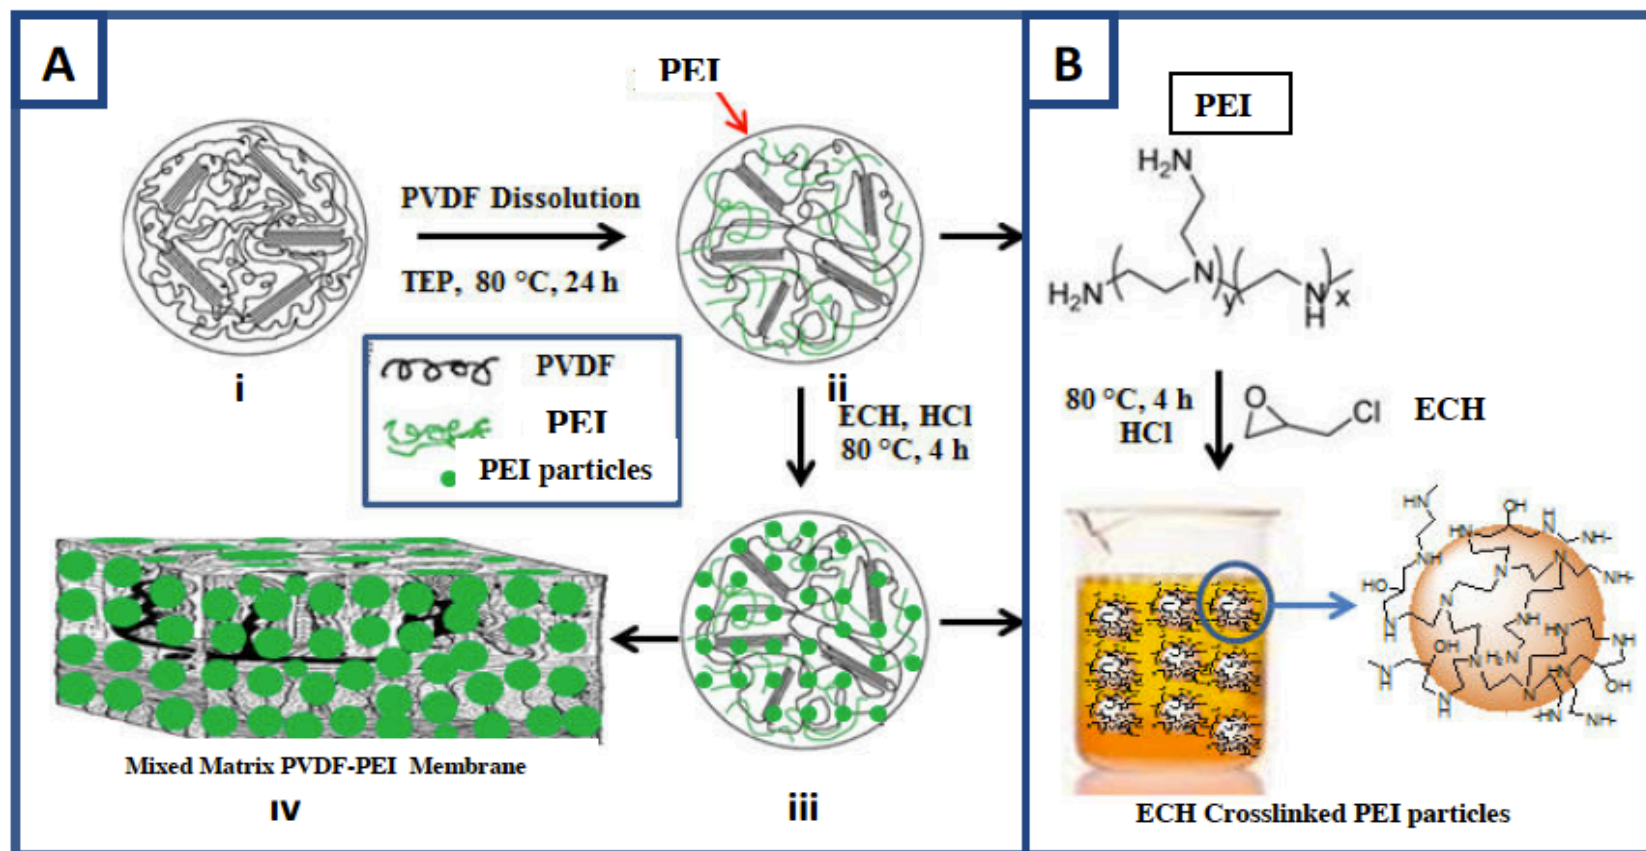 A
PEI
PVDF Dissolution
TEP, 80 °C, 24 h
i
ii
PVDF
PEI
PEI particles
ECH, HCl
80 °C, 4 h
Mixed Matrix PVDF-PEI Membrane
iv
iii
B
PEI
H₂N
H₂N
N
y
N
H
x
80 °C, 4 h
HCl
O
Cl
ECH
ECH Crosslinked PEI particles